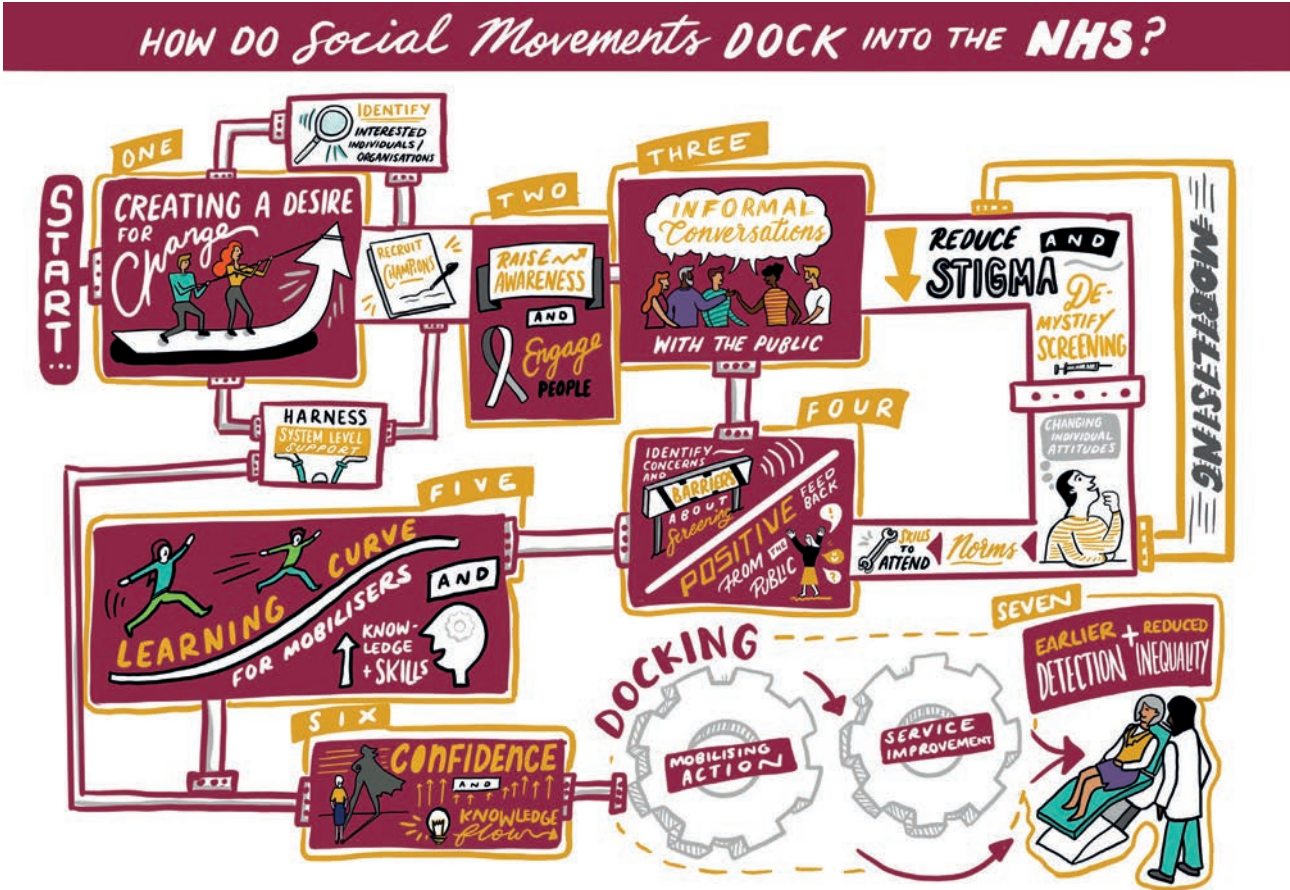 HOW DO Social Movements DOCK INTO THE NHS?
START...
ONE
CREATING A DESIRE
FOR
Change
IDENTIFY
INTERESTED
INDIVIDUALS/
ORGANISATIONS
RECRUIT
CHAMPIONS
HARNESS
SYSTEM LEVEL
SUPPORT
TWO
RAISE
AWARENESS
AND
Engage
PEOPLE
THREE
INFORMAL
Conversations
WITH THE PUBLIC
REDUCE
STIGMA
AND
DE-
MYSTIFY
SCREENING
MOBILISING
CHANGING
INDIVIDUAL
ATTITUDES
Norms
SKILLS
TO
ATTEND
FOUR
IDENTIFY
CONCERNS
AND
BARRIERS
ABOUT
Screening
POSITIVE
FEED
BACK
FROM THE
PUBLIC
!
?
FIVE
LEARNING CURVE
FOR MOBILISERS
AND
KNOW-
LEDGE
+ SKILLS
SIX
CONFIDENCE
AND
KNOWLEDGE
flow
DOCKING
MOBILISING
ACTION
SERVICE
IMPROVEMENT
SEVEN
EARLIER + REDUCED
DETECTION INEQUALITY